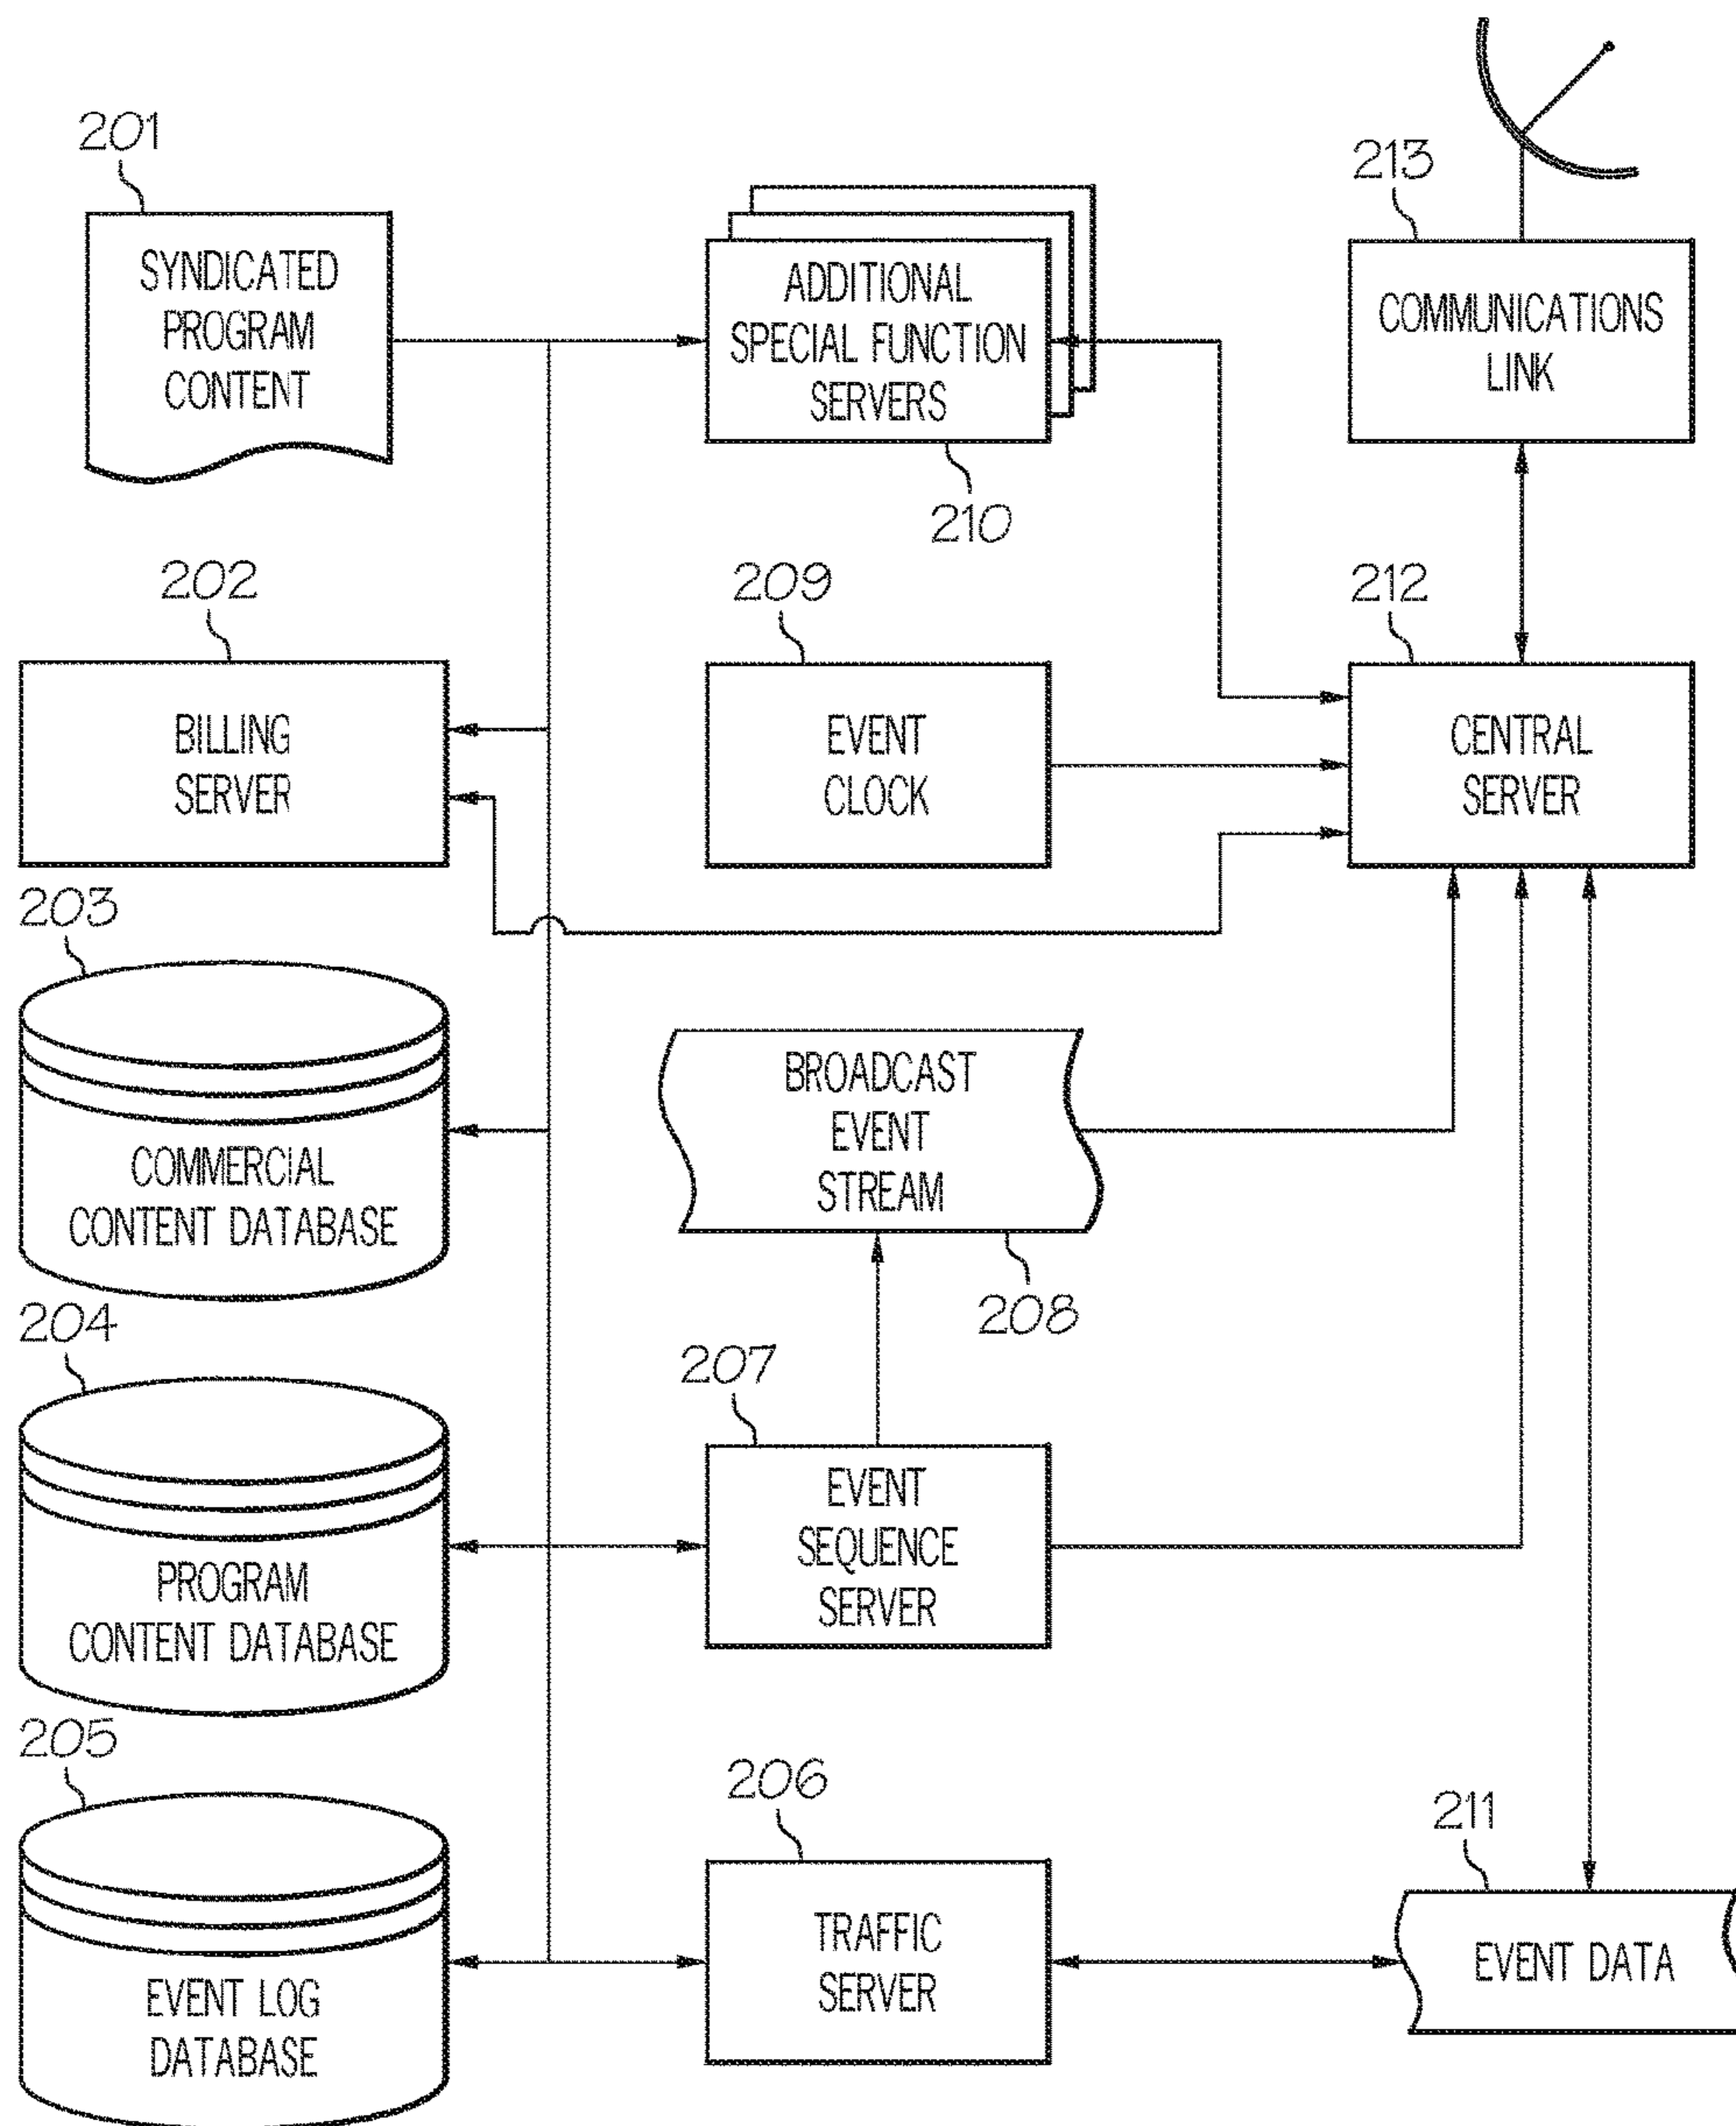 201
SYNDICATED
PROGRAM
CONTENT
ADDITIONAL
SPECIAL FUNCTION
SERVERS
210
213
COMMUNICATIONS
LINK
202
BILLING
SERVER
209
EVENT
CLOCK
212
CENTRAL
SERVER
203
COMMERCIAL
CONTENT DATABASE
BROADCAST
EVENT
STREAM
208
204
PROGRAM
CONTENT DATABASE
207
EVENT
SEQUENCE
SERVER
205
EVENT LOG
DATABASE
206
TRAFFIC
SERVER
211
EVENT DATA